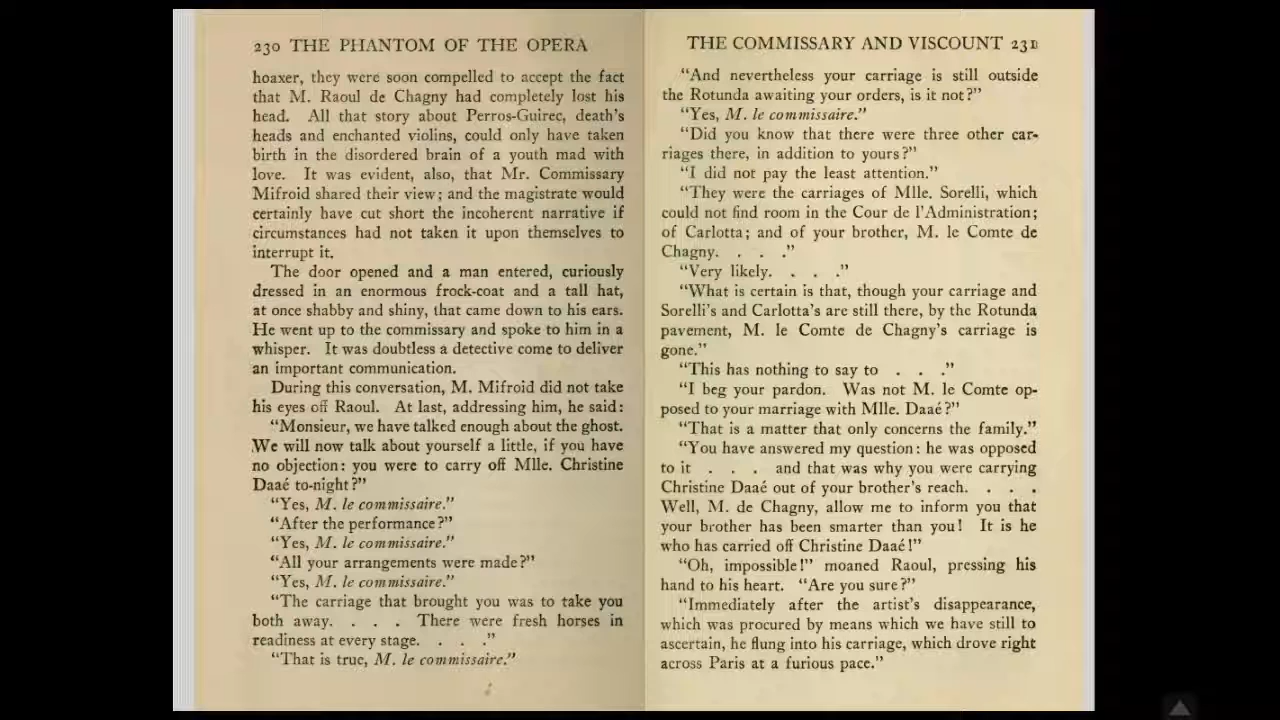 230 THE PHANTOM OF THE OPERA
hoaxer, they were soon compelled to accept the fact
that M. Raoul de Chagny had completely lost his
head. All that story about Perros-Guirec, death's
heads and enchanted violins, could only have taken
birth in the disordered brain of a youth mad with
love. It was evident, also, that Mr. Commissary
Mifroid shared their view; and the magistrate would
certainly have cut short the incoherent narrative if
circumstances had not taken it upon themselves to
interrupt it.
The door opened and a man entered, curiously
dressed in an enormous frock-coat and a tall hat,
at once shabby and shiny, that came down to his ears.
He went up to the commissary and spoke to him in a
whisper. It was doubtless a detective come to deliver
an important communication.
During this conversation, M. Mifroid did not take
his eyes off Raoul. At last, addressing him, he said:
"Monsieur, we have talked enough about the ghost.
We will now talk about yourself a little, if you have
no objection: you were to carry off Mlle. Christine
Daaé to-night?"
"Yes, M. le commissaire."
"After the performance?"
"Yes, M. le commissaire."
"All your arrangements were made?"
"Yes, M. le commissaire."
"The carriage that brought you was to take you
both away. . . . There were fresh horses in
readiness at every stage. . . ."
"That is true, M. le commissaire."
THE COMMISSARY AND VISCOUNT 231
"And nevertheless your carriage is still outside
the Rotunda awaiting your orders, is it not?"
"Yes, M. le commissaire."
"Did you know that there were three other car-
riages there, in addition to yours?"
"I did not pay the least attention."
"They were the carriages of Mlle. Sorelli, which
could not find room in the Cour de l'Administration;
of Carlotta; and of your brother, M. le Comte de
Chagny. . . ."
"Very likely. . . ."
"What is certain is that, though your carriage and
Sorelli's and Carlotta's are still there, by the Rotunda
pavement, M. le Comte de Chagny's carriage is
gone."
"This has nothing to say to . . ."
"I beg your pardon. Was not M. le Comte op-
posed to your marriage with Mlle. Daaé?"
"That is a matter that only concerns the family."
"You have answered my question: he was opposed
to it . . . and that was why you were carrying
Christine Daaé out of your brother's reach. . . .
Well, M. de Chagny, allow me to inform you that
your brother has been smarter than you! It is he
who has carried off Christine Daaé!"
"Oh, impossible!" moaned Raoul, pressing his
hand to his heart. "Are you sure?"
"Immediately after the artist's disappearance,
which was procured by means which we have still to
ascertain, he flung into his carriage, which drove right
across Paris at a furious pace."